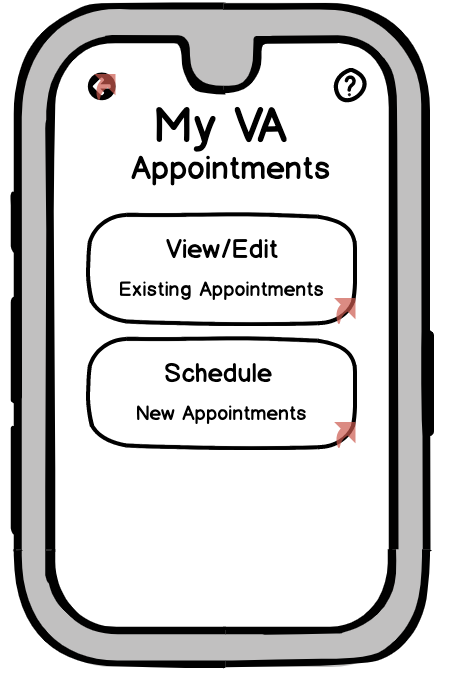 ?
My VA
Appointments
View/Edit
Existing Appointments
Schedule
New Appointments